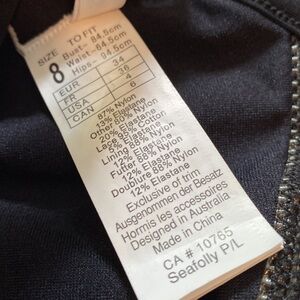 SIZE 8
TO FIT
Bust- 84.5cm
Waist- 64.5cm
Hips- 94.5cm
EUR 34
FR 36
USA 4
CAN 6
87% Nylon
13% Elastane
Other 80% Nylon
20% Elastane
Lining 88% Nylon
12% Elastane
Futter 88% Nylon
12% Elastane
Doublure 88% Nylon
12% Elastane
Exclusive of trim
Ausgenommen der Besatz
Hormis les accessoires
Designed in Australia
Made in China
CA # 10765
Seafolly P/L